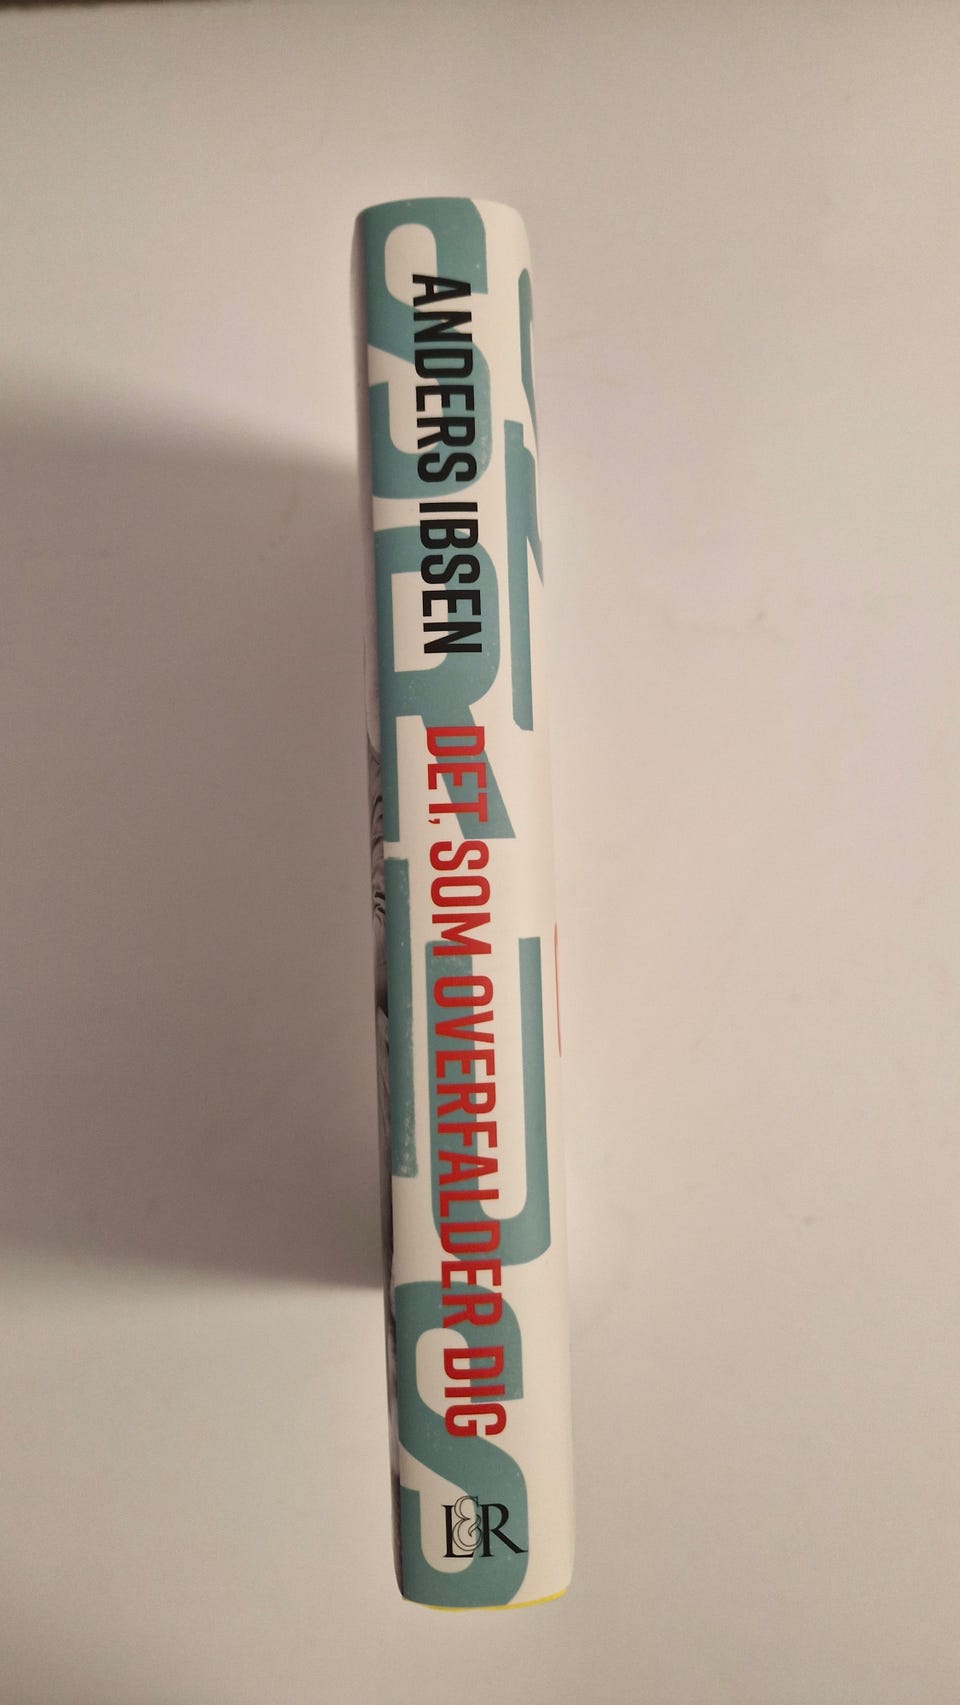 ANDERS IBSEN DET, SOM OVERFALDER DIG
L&R